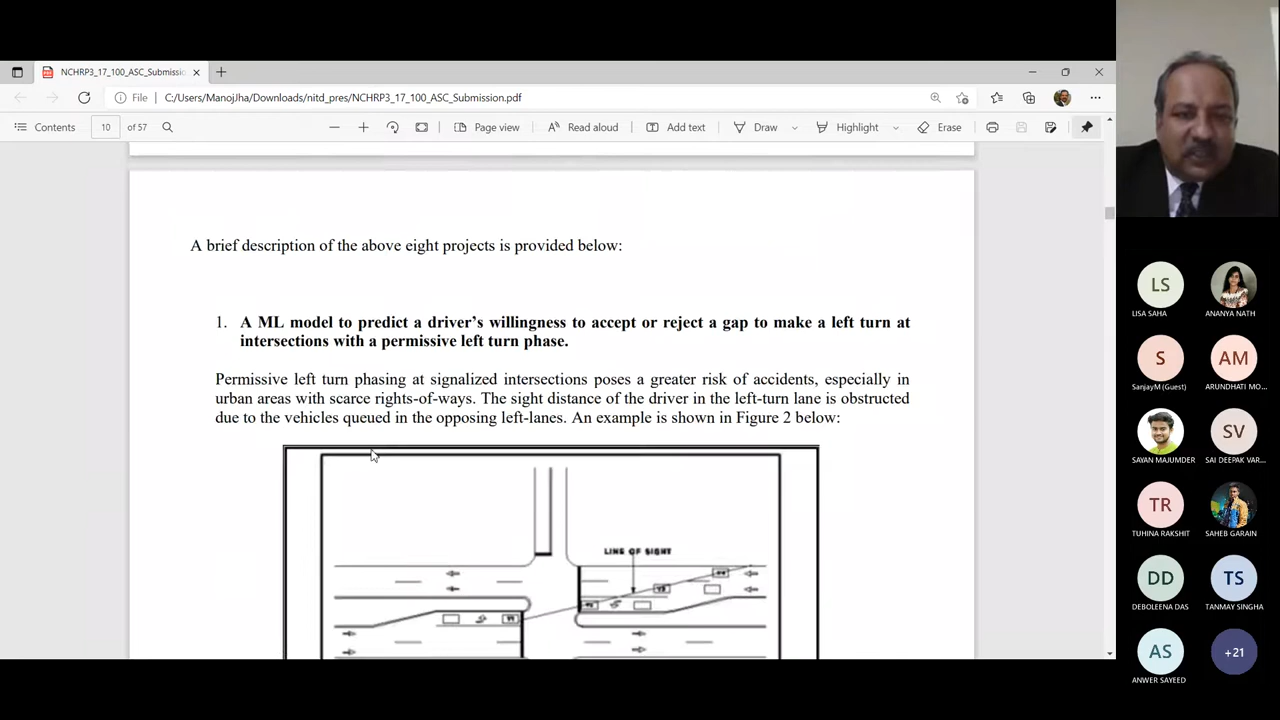 NCHRP3_17_100_ASC_Submissio
File
C:/Users/ManojJha/Downloads/nitd_pres/NCHRP3_17_100_ASC_Submission.pdf
Contents
10 of 57
Page view
Read aloud
Add text
Draw
Highlight
Erase
A brief description of the above eight projects is provided below:
1. A ML model to predict a driver's willingness to accept or reject a gap to make a left turn at
intersections with a permissive left turn phase.
Permissive left turn phasing at signalized intersections poses a greater risk of accidents, especially in
urban areas with scarce rights-of-ways. The sight distance of the driver in the left-turn lane is obstructed
due to the vehicles queued in the opposing left-lanes. An example is shown in Figure 2 below:
LINE OF SIGHT
LS
LISA SAHA
ANANYA NATH
S
SanjayM (Guest)
AM
ARUNDHATI MO...
SAYAN MAJUMDER
SV
SAI DEEPAK VAR...
TR
TUHINA RAKSHIT
SAHEB GARAIN
DD
DEBOLEENA DAS
TS
TANMAY SINGHA
AS
ANWER SAYEED
+21